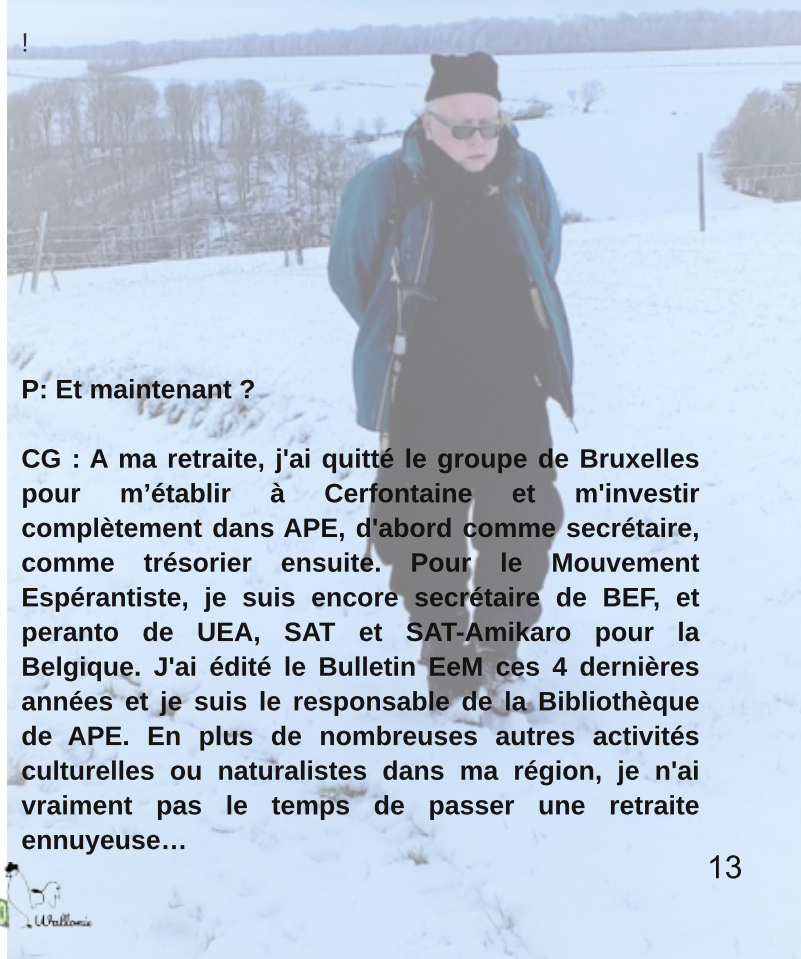 !
P: Et maintenant ?
CG : A ma retraite, j'ai quitté le groupe de Bruxelles
pour m’établir à Cerfontaine et m'investir
complètement dans APE, d'abord comme secrétaire,
comme trésorier ensuite. Pour le Mouvement
Espérantiste, je suis encore secrétaire de BEF, et
peranto de UEA, SAT et SAT-Amikaro pour la
Belgique. J'ai édité le Bulletin EeM ces 4 dernières
années et je suis le responsable de la Bibliothèque
de APE. En plus de nombreuses autres activités
culturelles ou naturalistes dans ma région, je n'ai
vraiment pas le temps de passer une retraite
ennuyeuse…
13
Wallonie